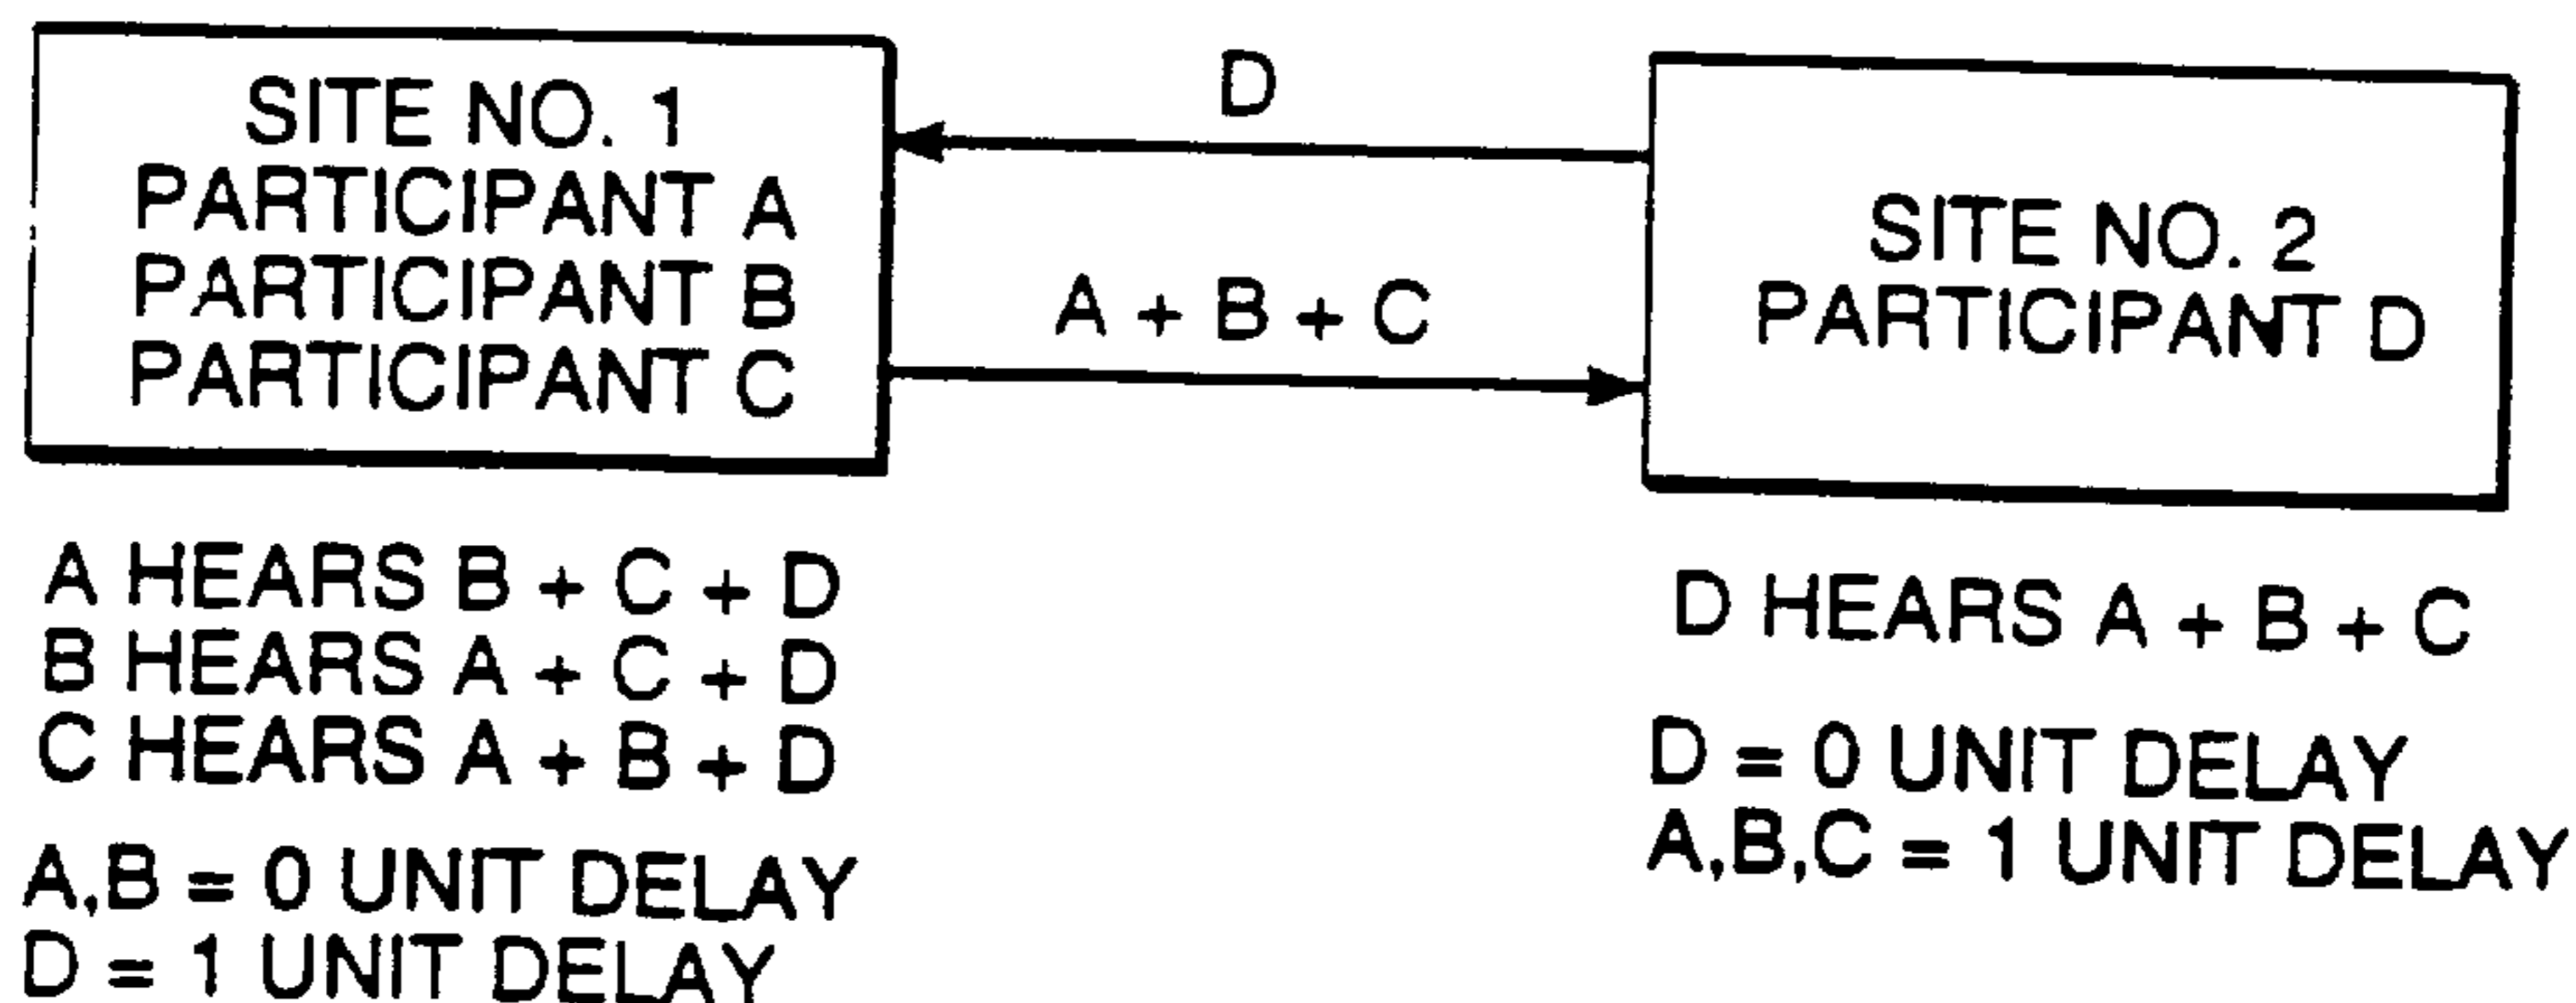 SITE NO. 1
PARTICIPANT A
PARTICIPANT B
PARTICIPANT C
D
A + B + C
SITE NO. 2
PARTICIPANT D
A HEARS B + C + D
B HEARS A + C + D
C HEARS A + B + D
A,B = 0 UNIT DELAY
D = 1 UNIT DELAY
D HEARS A + B + C
D = 0 UNIT DELAY
A,B,C = 1 UNIT DELAY